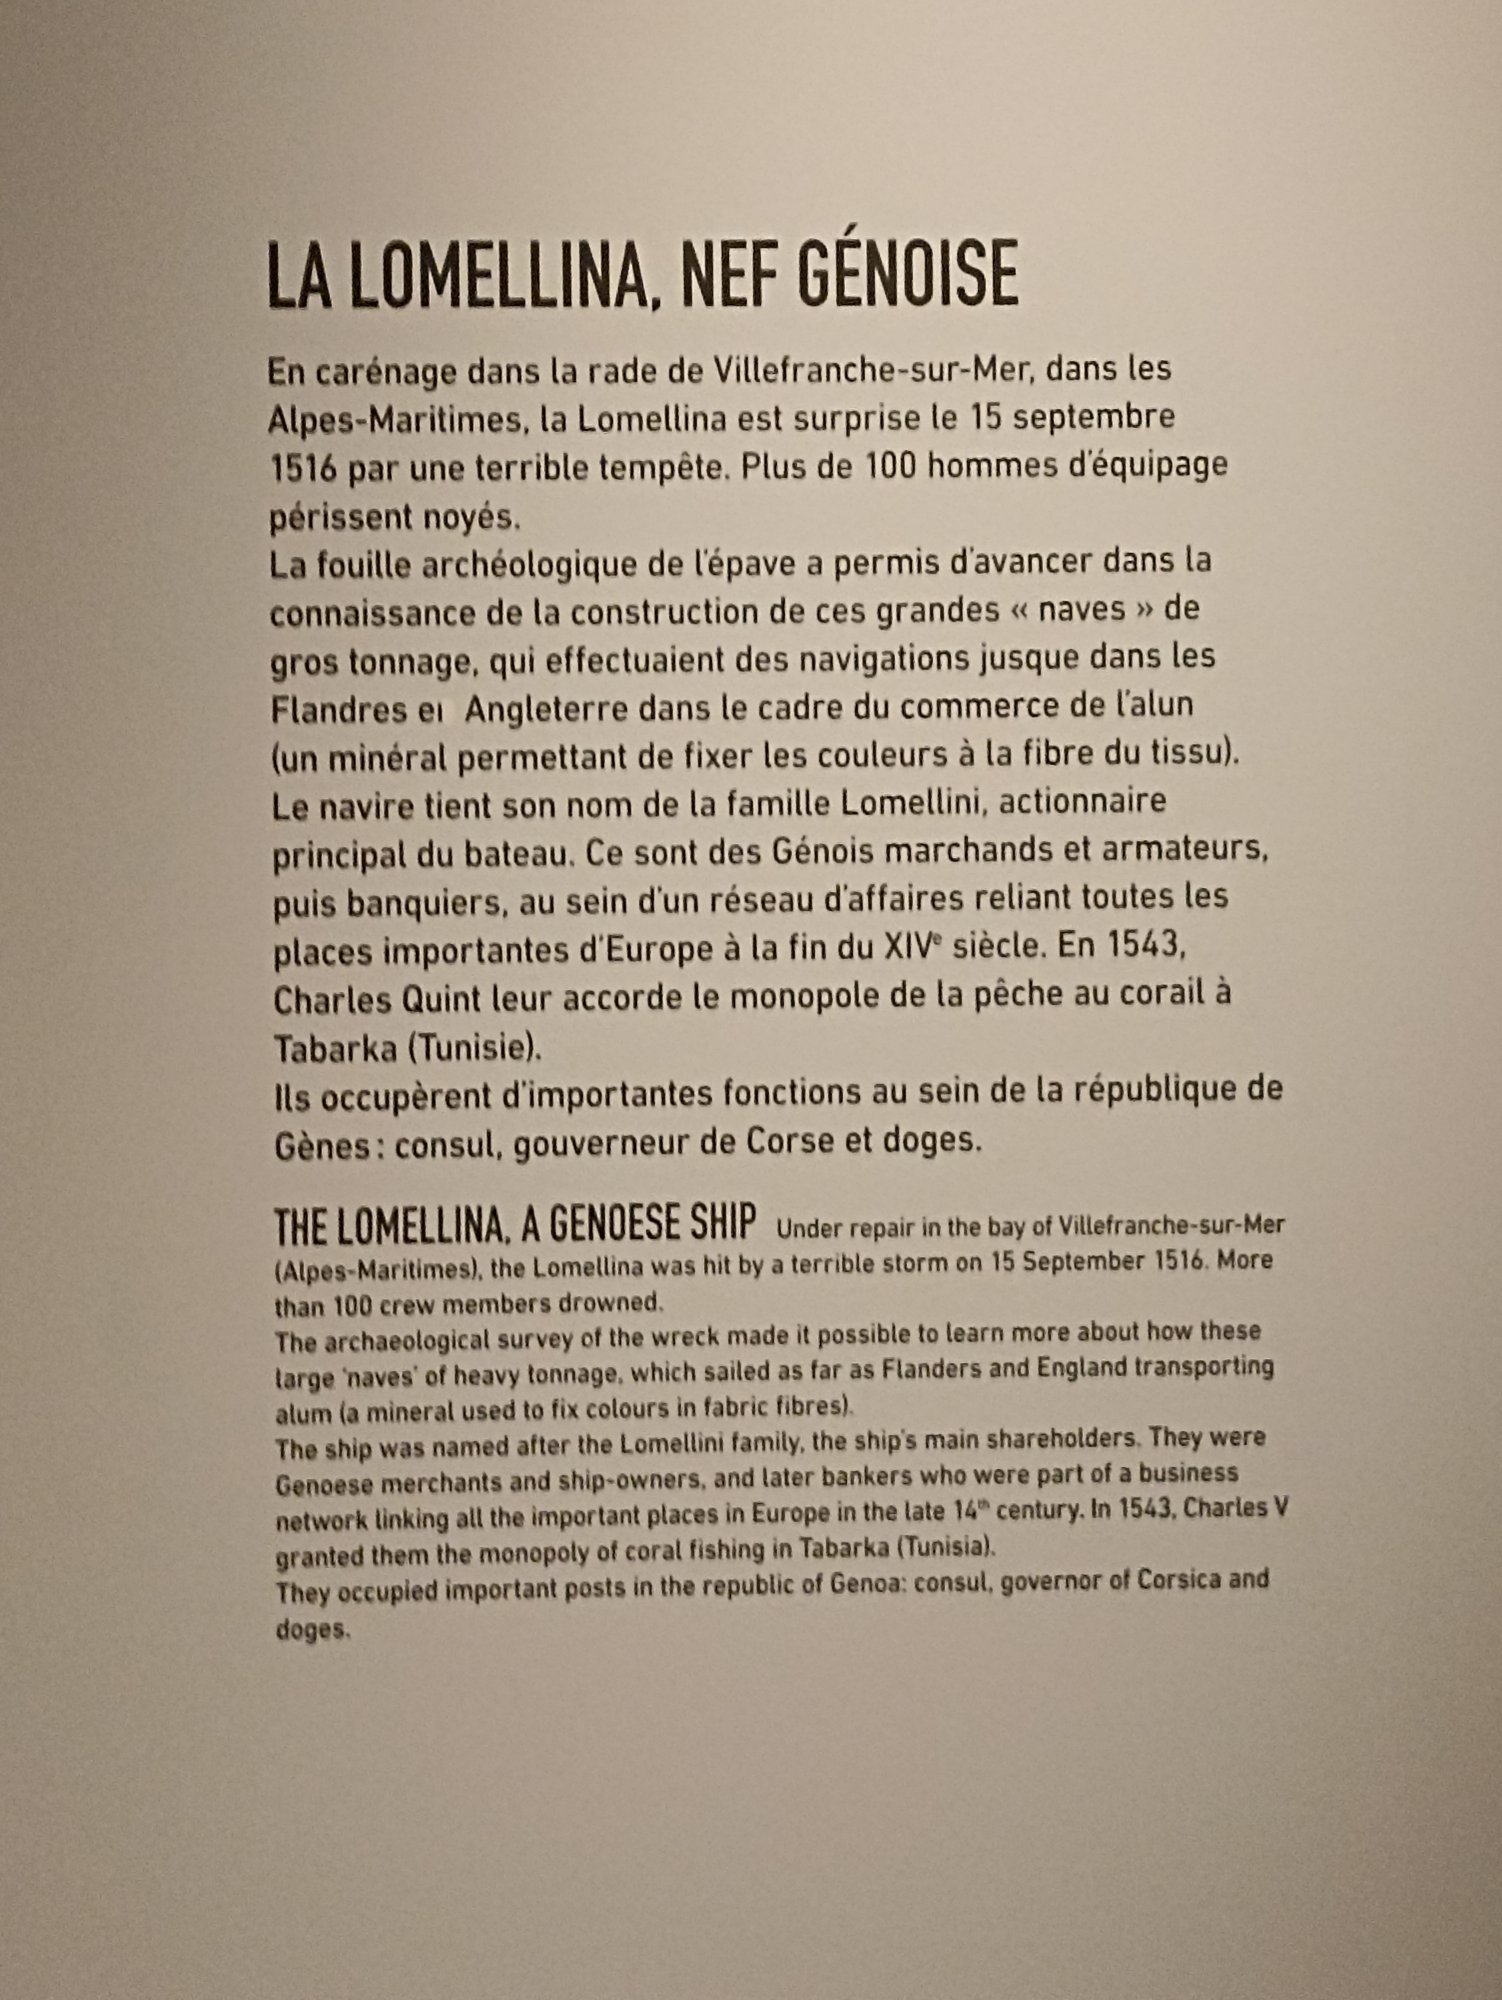 LA LOMELLINA, NEF GÉNOISE
En carénage dans la rade de Villefranche-sur-Mer, dans les
Alpes-Maritimes, la Lomellina est surprise le 15 septembre
1516 par une terrible tempête. Plus de 100 hommes d'équipage
périssent noyés.
La fouille archéologique de l'épave a permis d'avancer dans la
connaissance de la construction de ces grandes « naves » de
gros tonnage, qui effectuaient des navigations jusque dans les
Flandres Angleterre dans le cadre du commerce de l'alun
(un minéral permettant de fixer les couleurs à la fibre du tissu).
Le navire tient son nom de la famille Lomellini, actionnaire
principal du bateau. Ce sont des Génois marchands et armateurs,
puis banquiers, au sein d'un réseau d'affaires reliant toutes les
places importantes d'Europe à la fin du XIVe siècle. En 1543,
Charles Quint leur accorde le monopole de la pêche au corail à
Tabarka (Tunisie).
Ils occupèrent d'importantes fonctions au sein de la république de
Gènes : consul, gouverneur de Corse et doges.
THE LOMELLINA, A GENOESE SHIP Under repair in the bay of Villefranche-sur-Mer
(Alpes-Maritimes), the Lomellina was hit by a terrible storm on 15 September 1516. More
than 100 crew members drowned.
The archaeological survey of the wreck made it possible to learn more about how these
large 'naves' of heavy tonnage, which sailed as far as Flanders and England transporting
alum (a mineral used to fix colours in fabric fibres).
The ship was named after the Lomellini family, the ship's main shareholders. They were
Genoese merchants and ship-owners, and later bankers who were part of a business
network linking all the important places in Europe in the late 14th century. In 1543, Charles V
granted them the monopoly of coral fishing in Tabarka (Tunisia).
They occupied important posts in the republic of Genoa: consul, governor of Corsica and
doges.